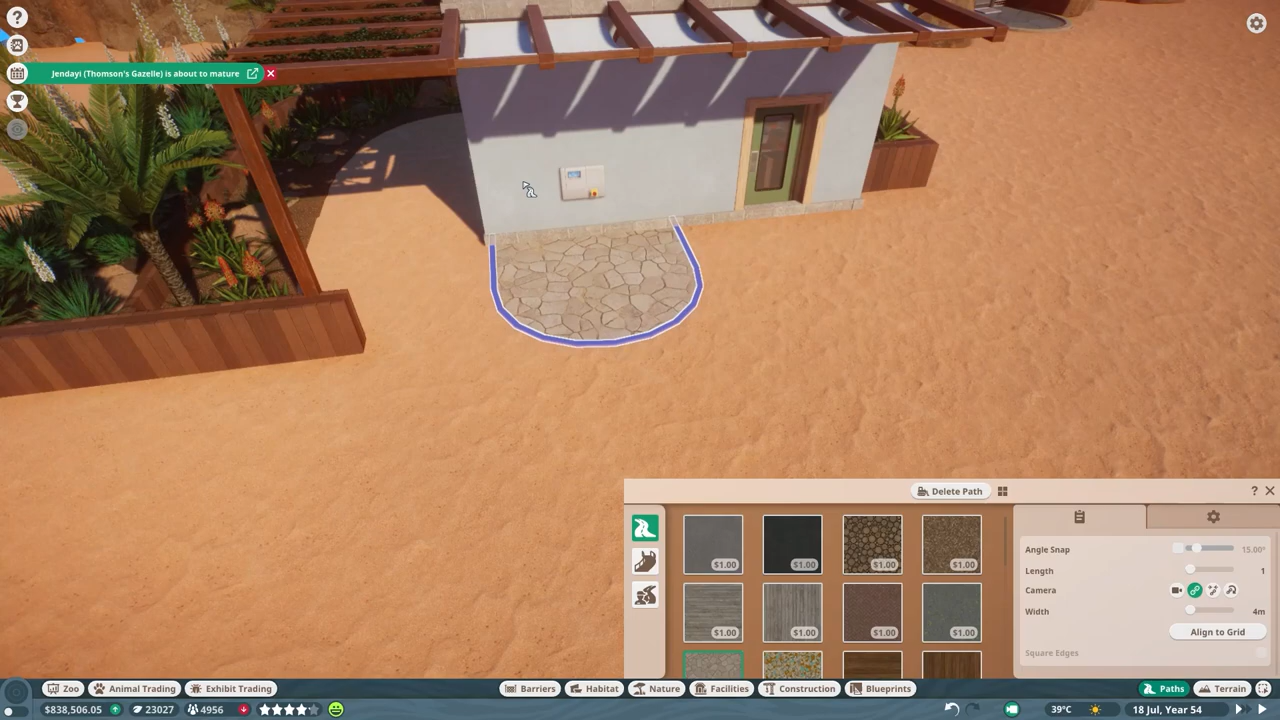 ?
Jendayi (Thomson's Gazelle) is about to mature
Delete Path
?
$1.00 $1.00 $1.00 $1.00
$1.00 $1.00 $1.00 $1.00
Angle Snap 15.00°
Length 1
Camera
Width 4m
Align to Grid
Square Edges
Zoo Animal Trading Exhibit Trading Barriers Habitat Nature Facilities Construction Blueprints Paths Terrain
$838,506.05 23027 4956 39°C 18 Jul, Year 54